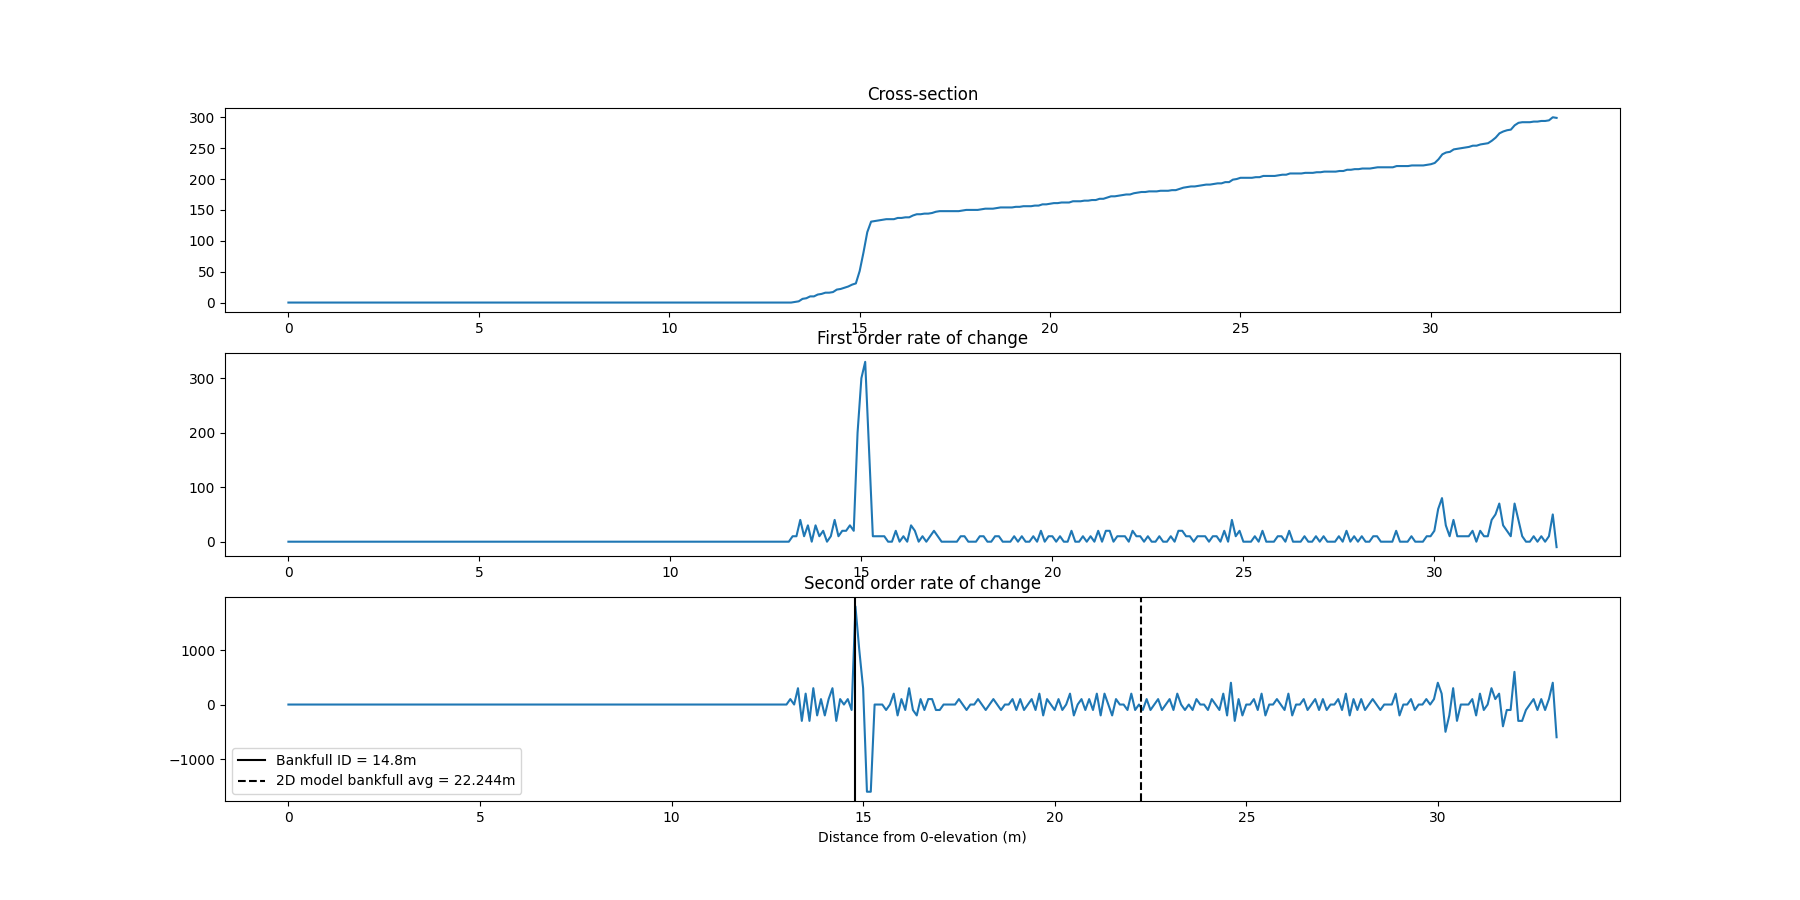 Cross-section
300
250
200
150
100
50
0
0 5 10 15 20 25 30
First order rate of change
300
200
100
0
0 5 10 15 20 25 30
Second order rate of change
1000
0
−1000
Bankfull ID = 14.8m
2D model bankfull avg = 22.244m
0 5 10 15 20 25 30
Distance from 0-elevation (m)